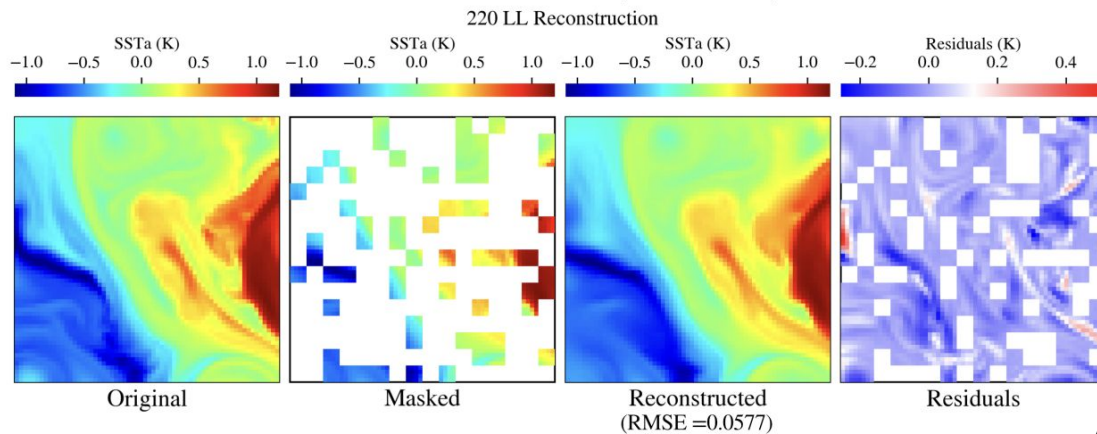 220 LL Reconstruction
SSTa (K)
−1.0 −0.5 0.0 0.5 1.0
SSTa (K)
−1.0 −0.5 0.0 0.5 1.0
SSTa (K)
−1.0 −0.5 0.0 0.5 1.0
Residuals (K)
−0.2 0.0 0.2 0.4
Original
Masked
Reconstructed
(RMSE =0.0577)
Residuals